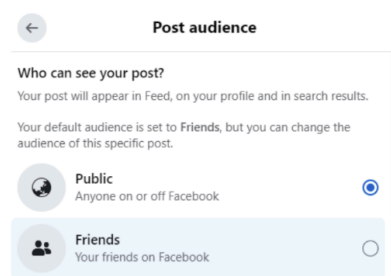 Post audience
Who can see your post?
Your post will appear in Feed, on your profile and in search results.
Your default audience is set to Friends, but you can change the
audience of this specific post.
Public
Anyone on or off Facebook
Friends
Your friends on Facebook